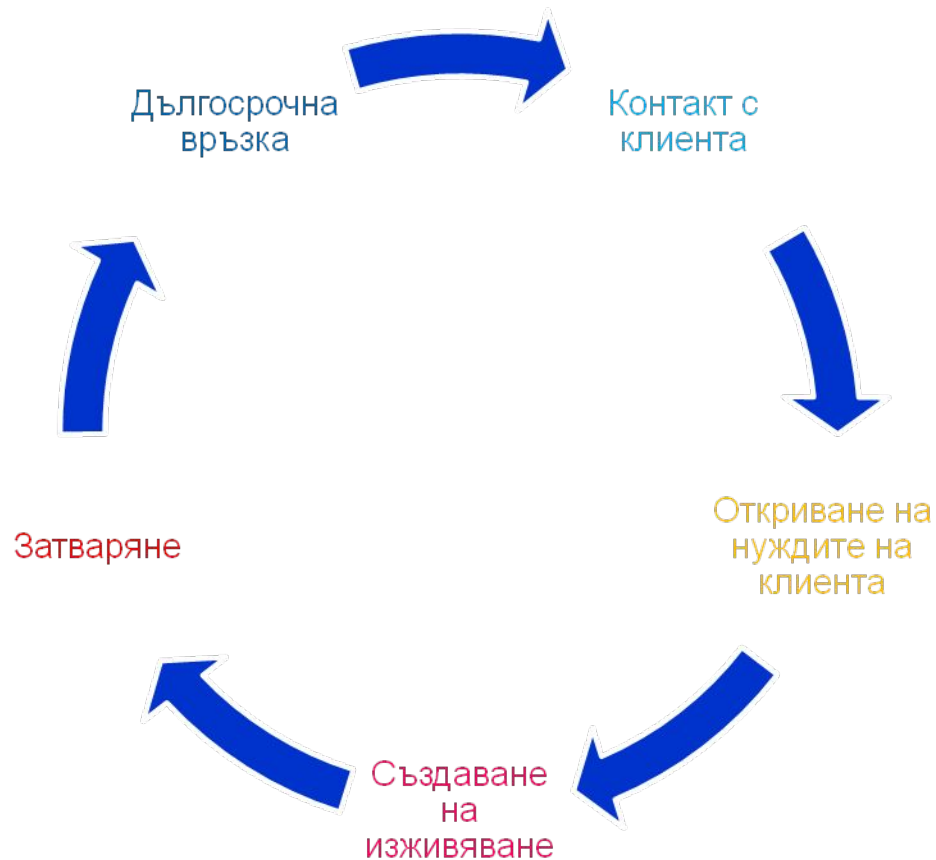 Дългосрочна
връзка
Контакт с
клиента
Откриване на
нуждите на
клиента
Създаване
на
изживяване
Затваряне